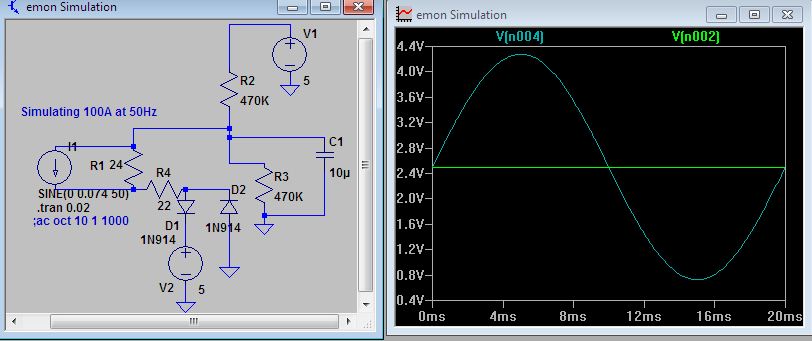 emon Simulation
V1
5
R2
470K
Simulating 100A at 50Hz
I1
R1
24
C1
10µ
R3
470K
SINE(0 0.074 50)
.tran 0.02
;ac oct 10 1 1000
R4
22
D2
1N914
D1
1N914
V2
5
emon Simulation
V(n004)
V(n002)
4.4V
4.0V
3.6V
3.2V
2.8V
2.4V
2.0V
1.6V
1.2V
0.8V
0.4V
0ms
4ms
8ms
12ms
16ms
20ms